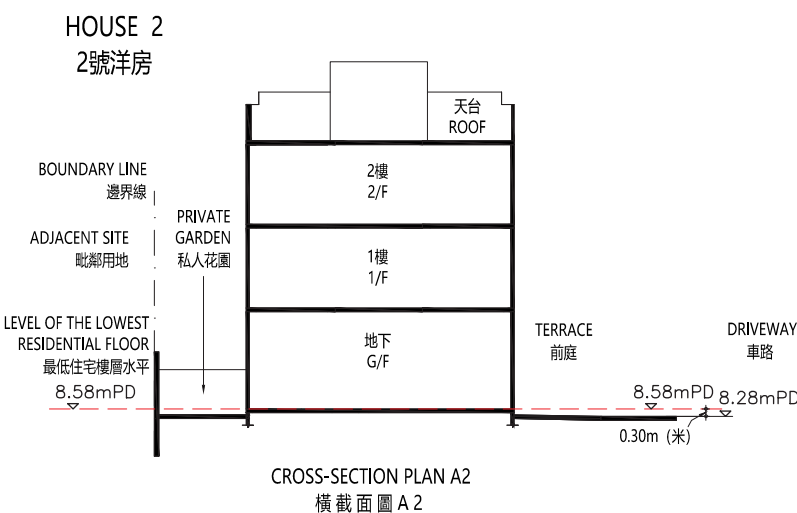 HOUSE 2
2號洋房
天台
ROOF
BOUNDARY LINE
邊界線
2樓
2/F
PRIVATE
GARDEN
私人花園
ADJACENT SITE
毗鄰用地
1樓
1/F
LEVEL OF THE LOWEST
RESIDENTIAL FLOOR
最低住宅樓層水平
8.58mPD
地下
G/F
TERRACE
前庭
DRIVEWAY
車路
8.58mPD
8.28mPD
0.30m (米)
CROSS-SECTION PLAN A2
橫截面圖A2